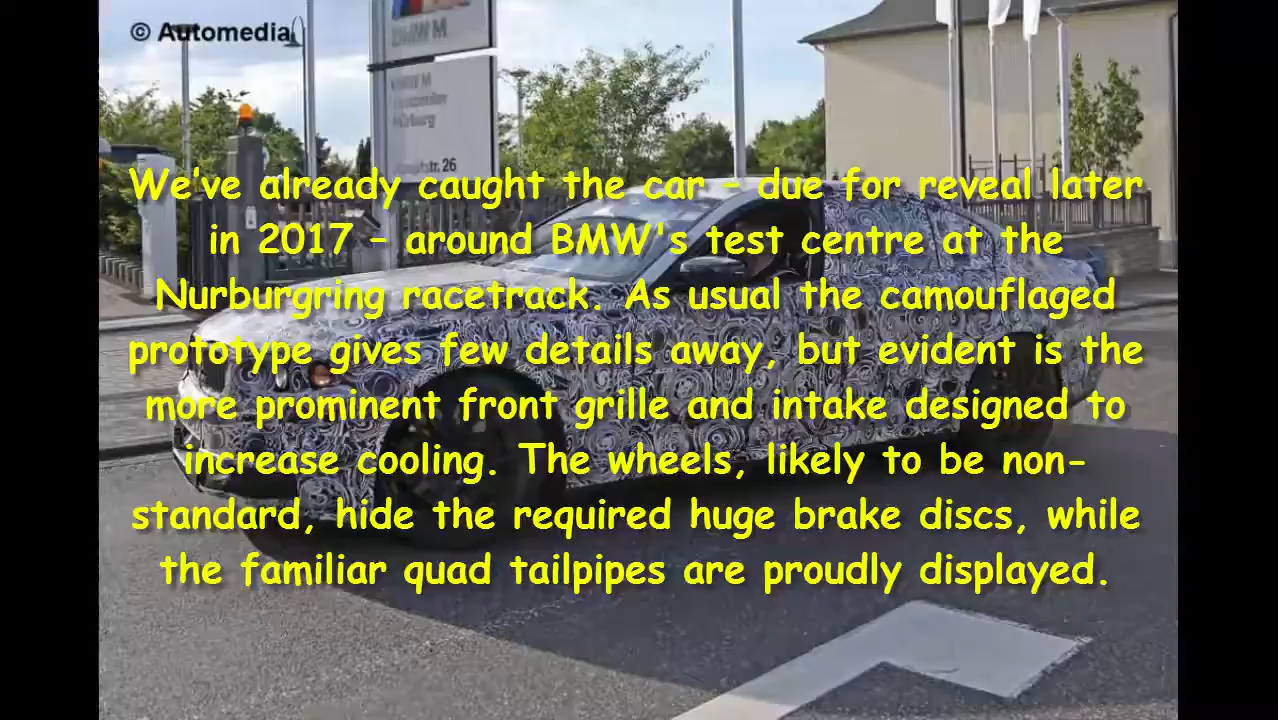 © Automedia
BMW M
Nürburg
str. 26
We've already caught the car – due for reveal later
in 2017 – around BMW's test centre at the
Nurburgring racetrack. As usual the camouflaged
prototype gives few details away, but evident is the
more prominent front grille and intake designed to
increase cooling. The wheels, likely to be non-
standard, hide the required huge brake discs, while
the familiar quad tailpipes are proudly displayed.